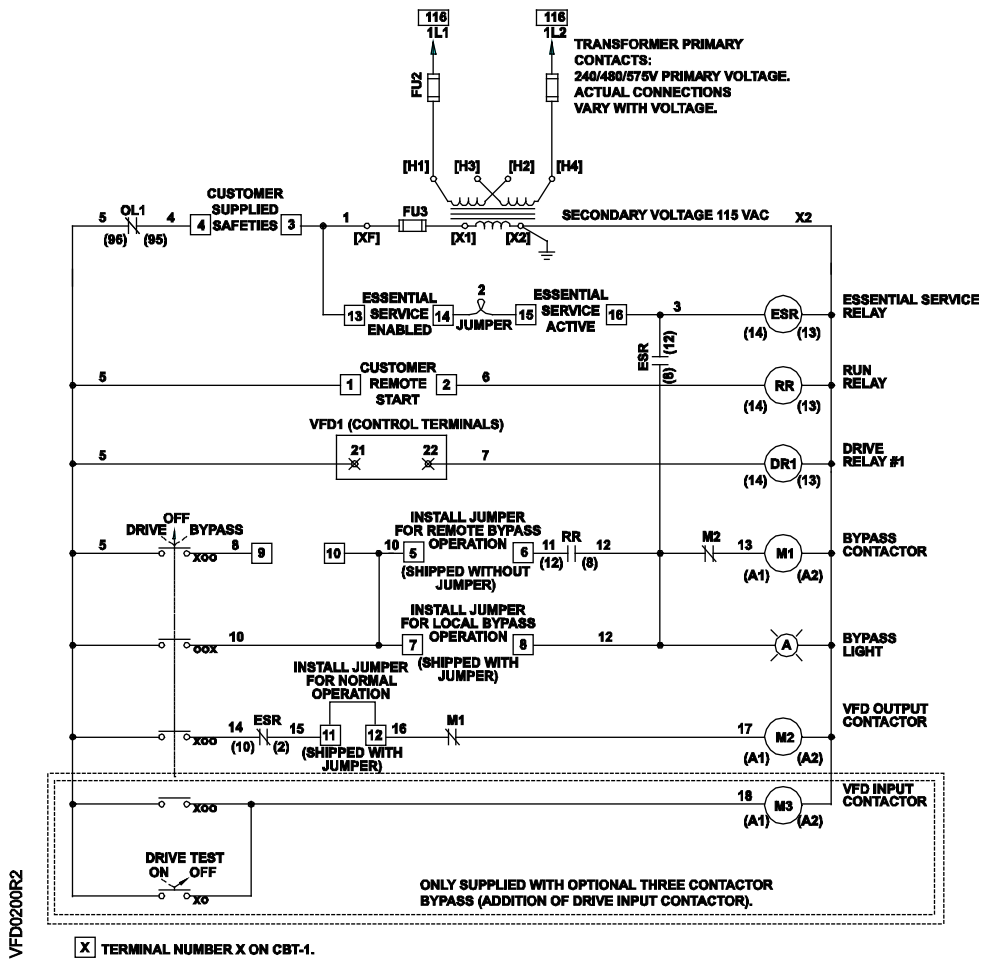 116
116
1L1
1L2
TRANSFORMER PRIMARY
CONTACTS:
240/480/575V PRIMARY VOLTAGE.
ACTUAL CONNECTIONS
VARY WITH VOLTAGE.
FU2
[H1]
[H3]
[H2]
[H4]
CUSTOMER
SUPPLIED
SAFETIES
5
OL1
4
4
3
(96)
(95)
1
[XF]
FU3
[X1]
[X2]
SECONDARY VOLTAGE 115 VAC
X2
13
ESSENTIAL
SERVICE
ENABLED
14
2
JUMPER
15
ESSENTIAL
SERVICE
ACTIVE
16
3
ESR
(14)
(13)
ESSENTIAL SERVICE
RELAY
ESR
(12)
(8)
5
1
CUSTOMER
REMOTE
START
2
6
RR
(14)
(13)
RUN
RELAY
VFD1 (CONTROL TERMINALS)
5
21
22
7
DR1
(14)
(13)
DRIVE
RELAY #1
OFF
DRIVE
BYPASS
5
XOO
8
9
10
10
5
INSTALL JUMPER
FOR REMOTE BYPASS
OPERATION
6
(SHIPPED WITHOUT
JUMPER)
11
RR
12
(12)
(8)
M2
13
M1
(A1)
(A2)
BYPASS
CONTACTOR
OOX
10
7
INSTALL JUMPER
FOR LOCAL BYPASS
OPERATION
8
(SHIPPED WITH
JUMPER)
12
A
BYPASS
LIGHT
INSTALL JUMPER
FOR NORMAL
OPERATION
XOO
14
ESR
15
(10)
(2)
11
12
(SHIPPED WITH
JUMPER)
16
M1
17
M2
(A1)
(A2)
VFD OUTPUT
CONTACTOR
XOO
18
M3
(A1)
(A2)
VFD INPUT
CONTACTOR
DRIVE TEST
ON
OFF
XO
ONLY SUPPLIED WITH OPTIONAL THREE CONTACTOR
BYPASS (ADDITION OF DRIVE INPUT CONTACTOR).
VFD0200R2
X TERMINAL NUMBER X ON CBT-1.